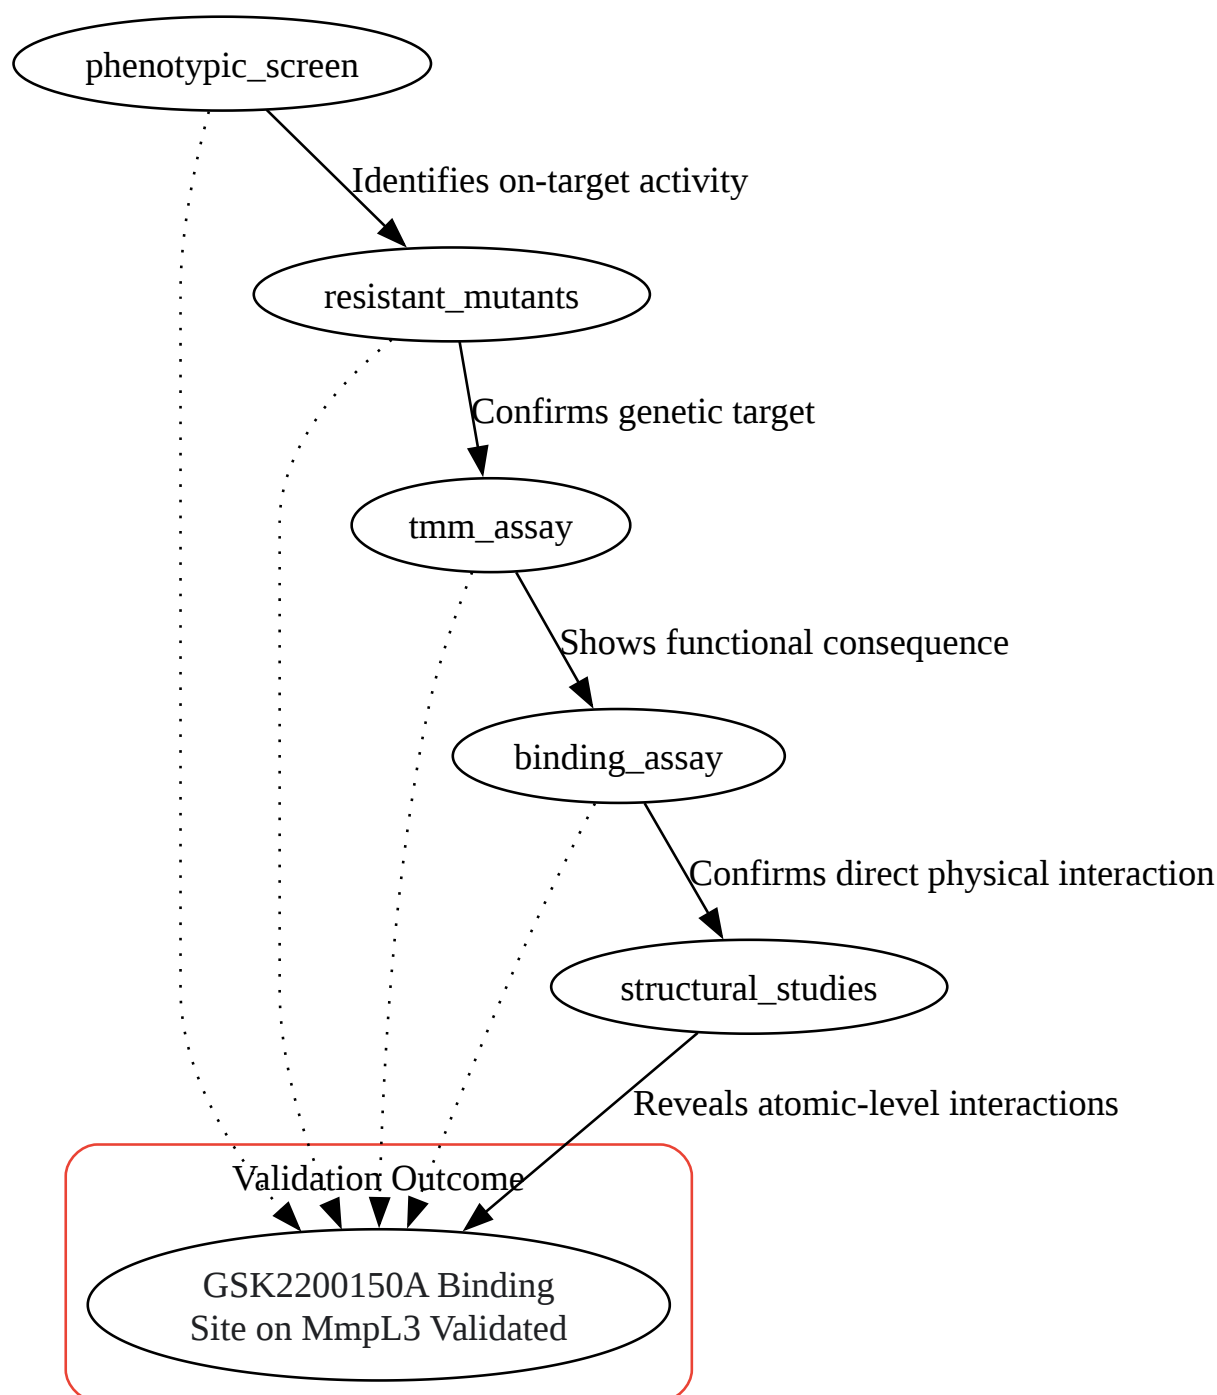 phenotypic_screen
Identifies on-target activity
resistant_mutants
Confirms genetic target
tmm_assay
Shows functional consequence
binding_assay
Confirms direct physical interaction
structural_studies
Reveals atomic-level interactions
Validation Outcome
GSK2200150A Binding
Site on MmpL3 Validated